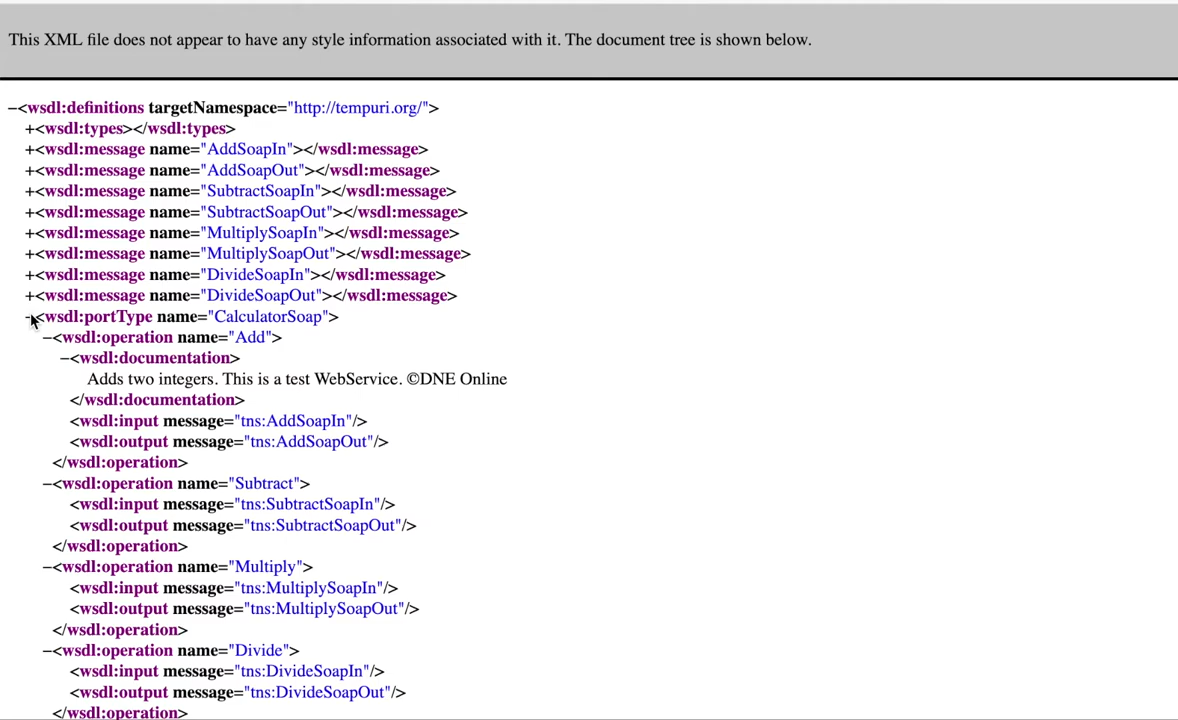 This XML file does not appear to have any style information associated with it. The document tree is shown below.
−<wsdl:definitions targetNamespace="http://tempuri.org/">
+<wsdl:types></wsdl:types>
+<wsdl:message name="AddSoapIn"></wsdl:message>
+<wsdl:message name="AddSoapOut"></wsdl:message>
+<wsdl:message name="SubtractSoapIn"></wsdl:message>
+<wsdl:message name="SubtractSoapOut"></wsdl:message>
+<wsdl:message name="MultiplySoapIn"></wsdl:message>
+<wsdl:message name="MultiplySoapOut"></wsdl:message>
+<wsdl:message name="DivideSoapIn"></wsdl:message>
+<wsdl:message name="DivideSoapOut"></wsdl:message>
−<wsdl:portType name="CalculatorSoap">
−<wsdl:operation name="Add">
−<wsdl:documentation>
Adds two integers. This is a test WebService. ©DNE Online
</wsdl:documentation>
<wsdl:input message="tns:AddSoapIn"/>
<wsdl:output message="tns:AddSoapOut"/>
</wsdl:operation>
−<wsdl:operation name="Subtract">
<wsdl:input message="tns:SubtractSoapIn"/>
<wsdl:output message="tns:SubtractSoapOut"/>
</wsdl:operation>
−<wsdl:operation name="Multiply">
<wsdl:input message="tns:MultiplySoapIn"/>
<wsdl:output message="tns:MultiplySoapOut"/>
</wsdl:operation>
−<wsdl:operation name="Divide">
<wsdl:input message="tns:DivideSoapIn"/>
<wsdl:output message="tns:DivideSoapOut"/>
</wsdl:operation>